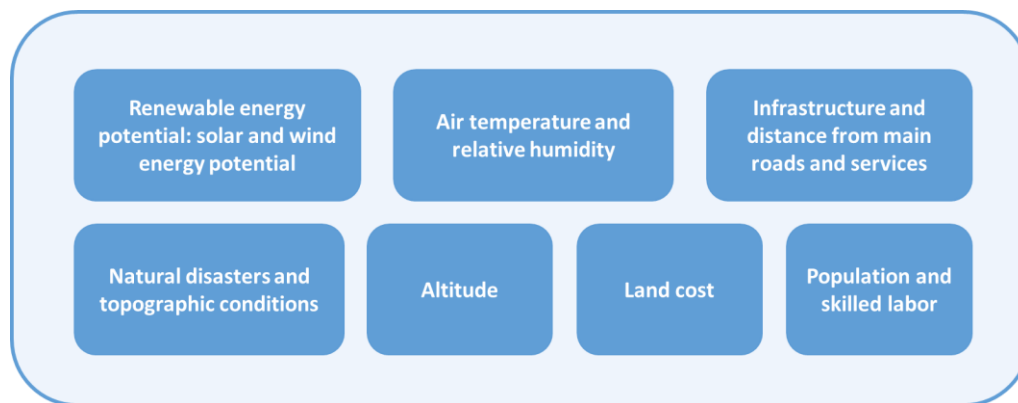 Renewable energy
potential: solar and wind
energy potential
Air temperature and
relative humidity
Infrastructure and
distance from main
roads and services
Natural disasters and
topographic conditions
Altitude
Land cost
Population and
skilled labor